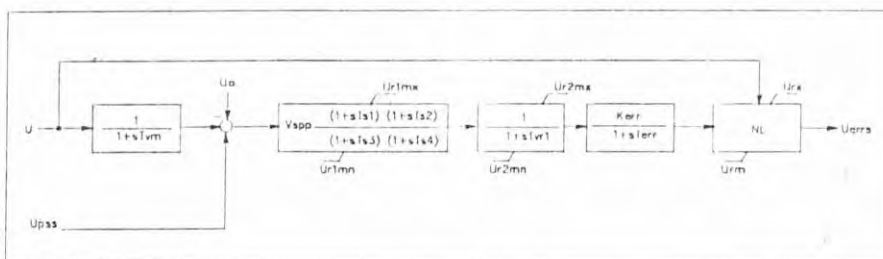 Uo
Ur1mx
Ur2mx
Urx
U
1
1+sTvm
Vspp
(1+sTs1) (1+sTs2)
(1+sTs3) (1+sTs4)
1
1+sTvr1
Kerr
1+sTerr
NL
Uerrs
Ur1mn
Ur2mn
Urm
Upss